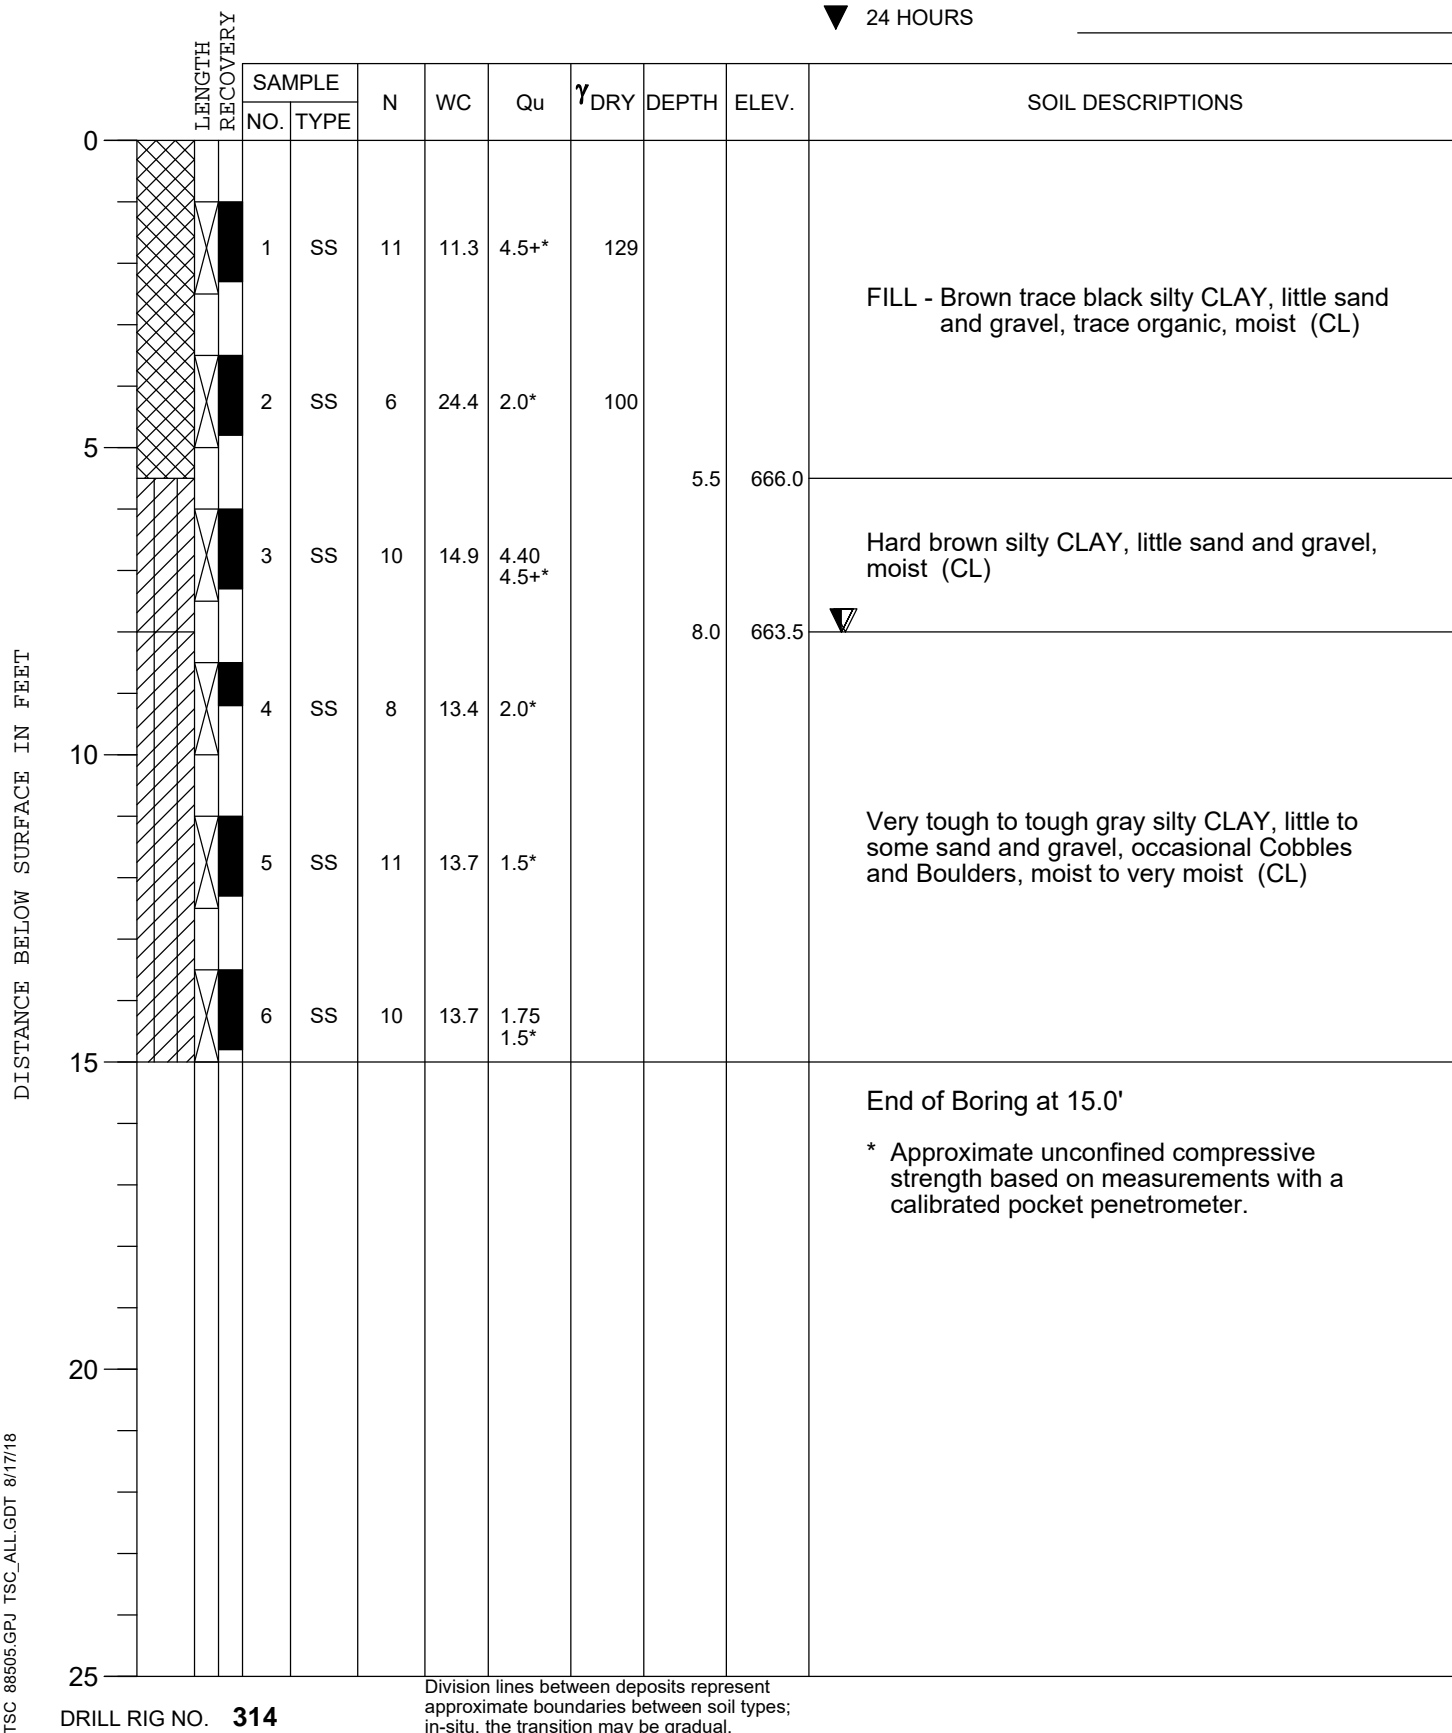 ▼ 24 HOURS
LENGTH
RECOVERY
SAMPLE
NO. TYPE N WC Qu γDRY DEPTH ELEV. SOIL DESCRIPTIONS
0
1 SS 11 11.3 4.5+* 129
FILL - Brown trace black silty CLAY, little sand
and gravel, trace organic, moist (CL)
2 SS 6 24.4 2.0* 100
5
5.5 666.0
Hard brown silty CLAY, little sand and gravel,
moist (CL)
3 SS 10 14.9 4.40
4.5+*
8.0 663.5
DISTANCE BELOW SURFACE IN FEET
4 SS 8 13.4 2.0*
10
Very tough to tough gray silty CLAY, little to
some sand and gravel, occasional Cobbles
and Boulders, moist to very moist (CL)
5 SS 11 13.7 1.5*
6 SS 10 13.7 1.75
1.5*
15
End of Boring at 15.0'
* Approximate unconfined compressive
strength based on measurements with a
calibrated pocket penetrometer.
20
25
TSC 88505.GPJ TSC_ALL.GDT 8/17/18
DRILL RIG NO. 314
Division lines between deposits represent
approximate boundaries between soil types;
in-situ, the transition may be gradual.